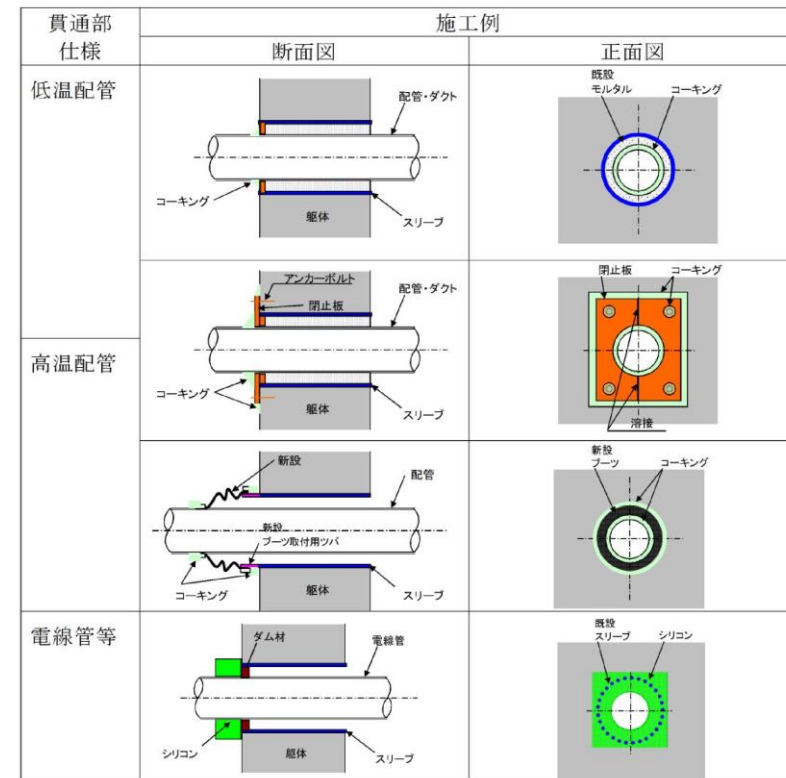 貫通部
仕様
施工例
断面図
正面図
低温配管
配管・ダクト
コーキング
スリーブ
躯体
既設
モルタル
コーキング
アンカーボルト
閉止板
配管・ダクト
コーキング
スリーブ
躯体
閉止板
コーキング
溶接
高温配管
新設
配管
新設
ブーツ取付用ツバ
コーキング
スリーブ
躯体
新設
ブーツ
コーキング
電線管等
ダム材
電線管
シリコン
スリーブ
躯体
既設
スリーブ
シリコン